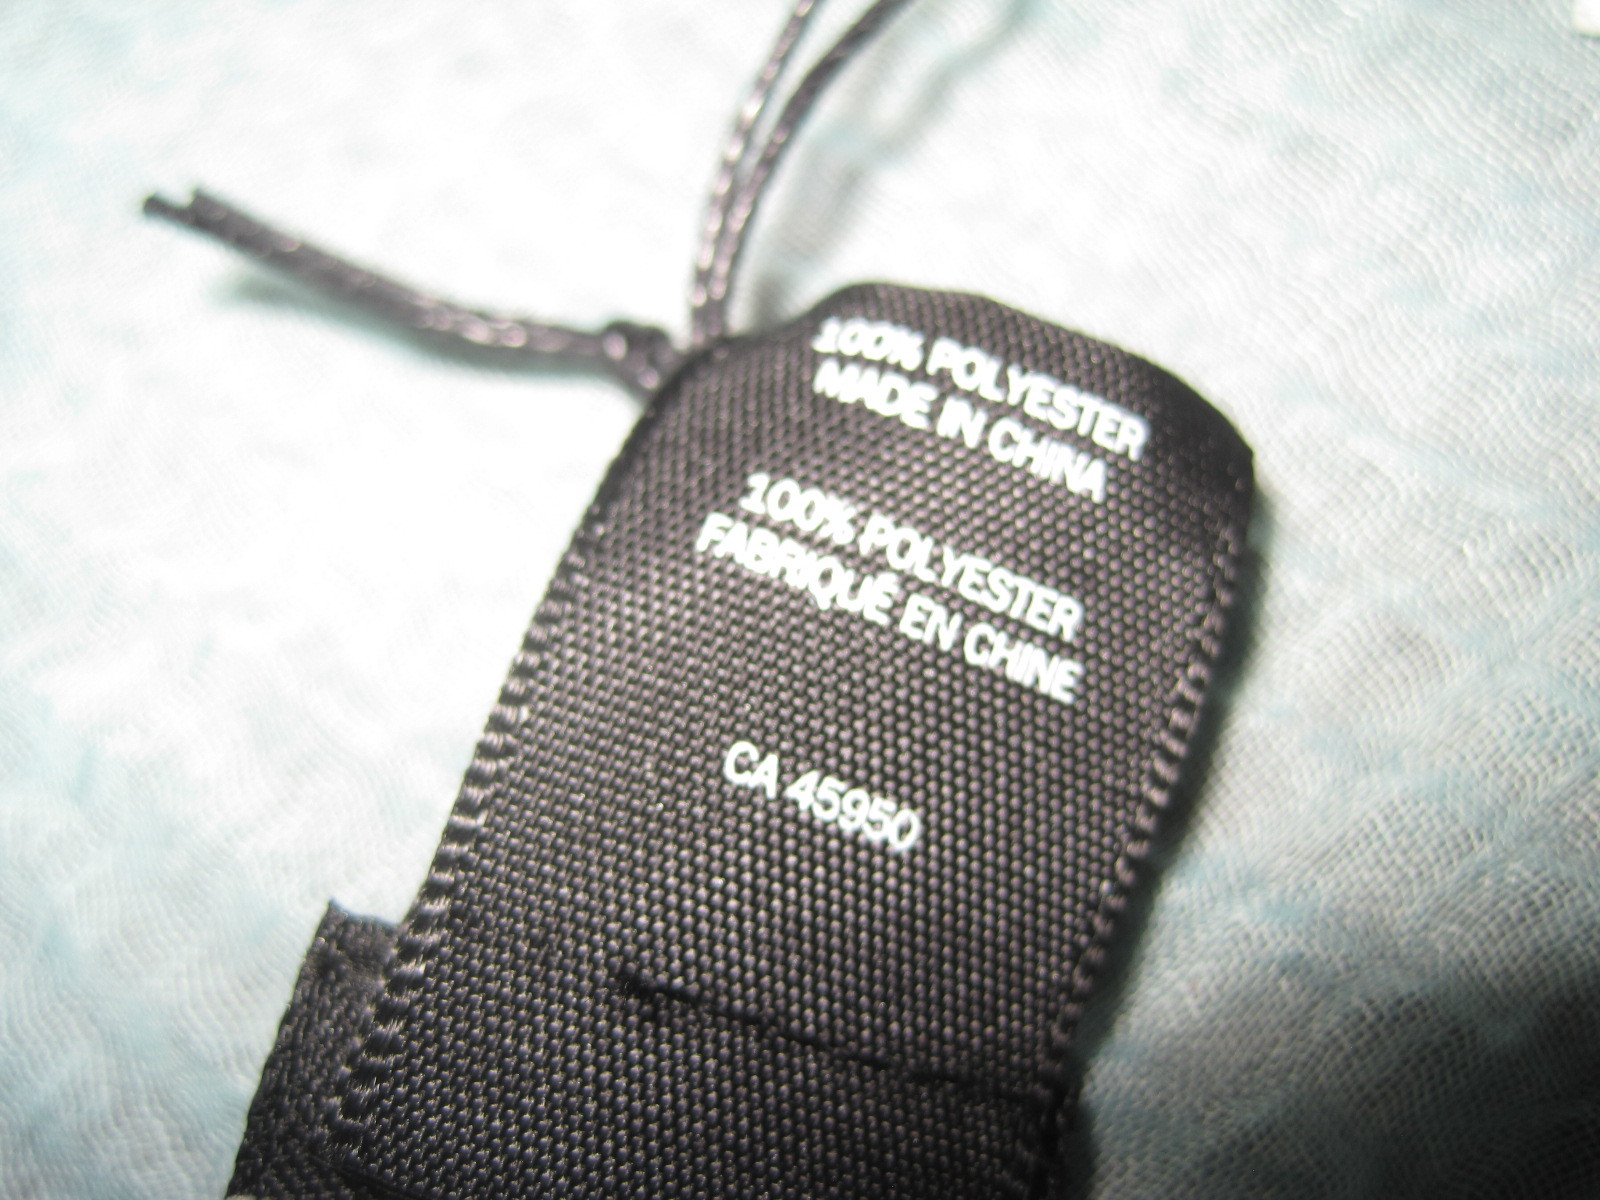 100% POLYESTER
MADE IN CHINA
100% POLYESTER
FABRIQUÉ EN CHINE
CA 45950